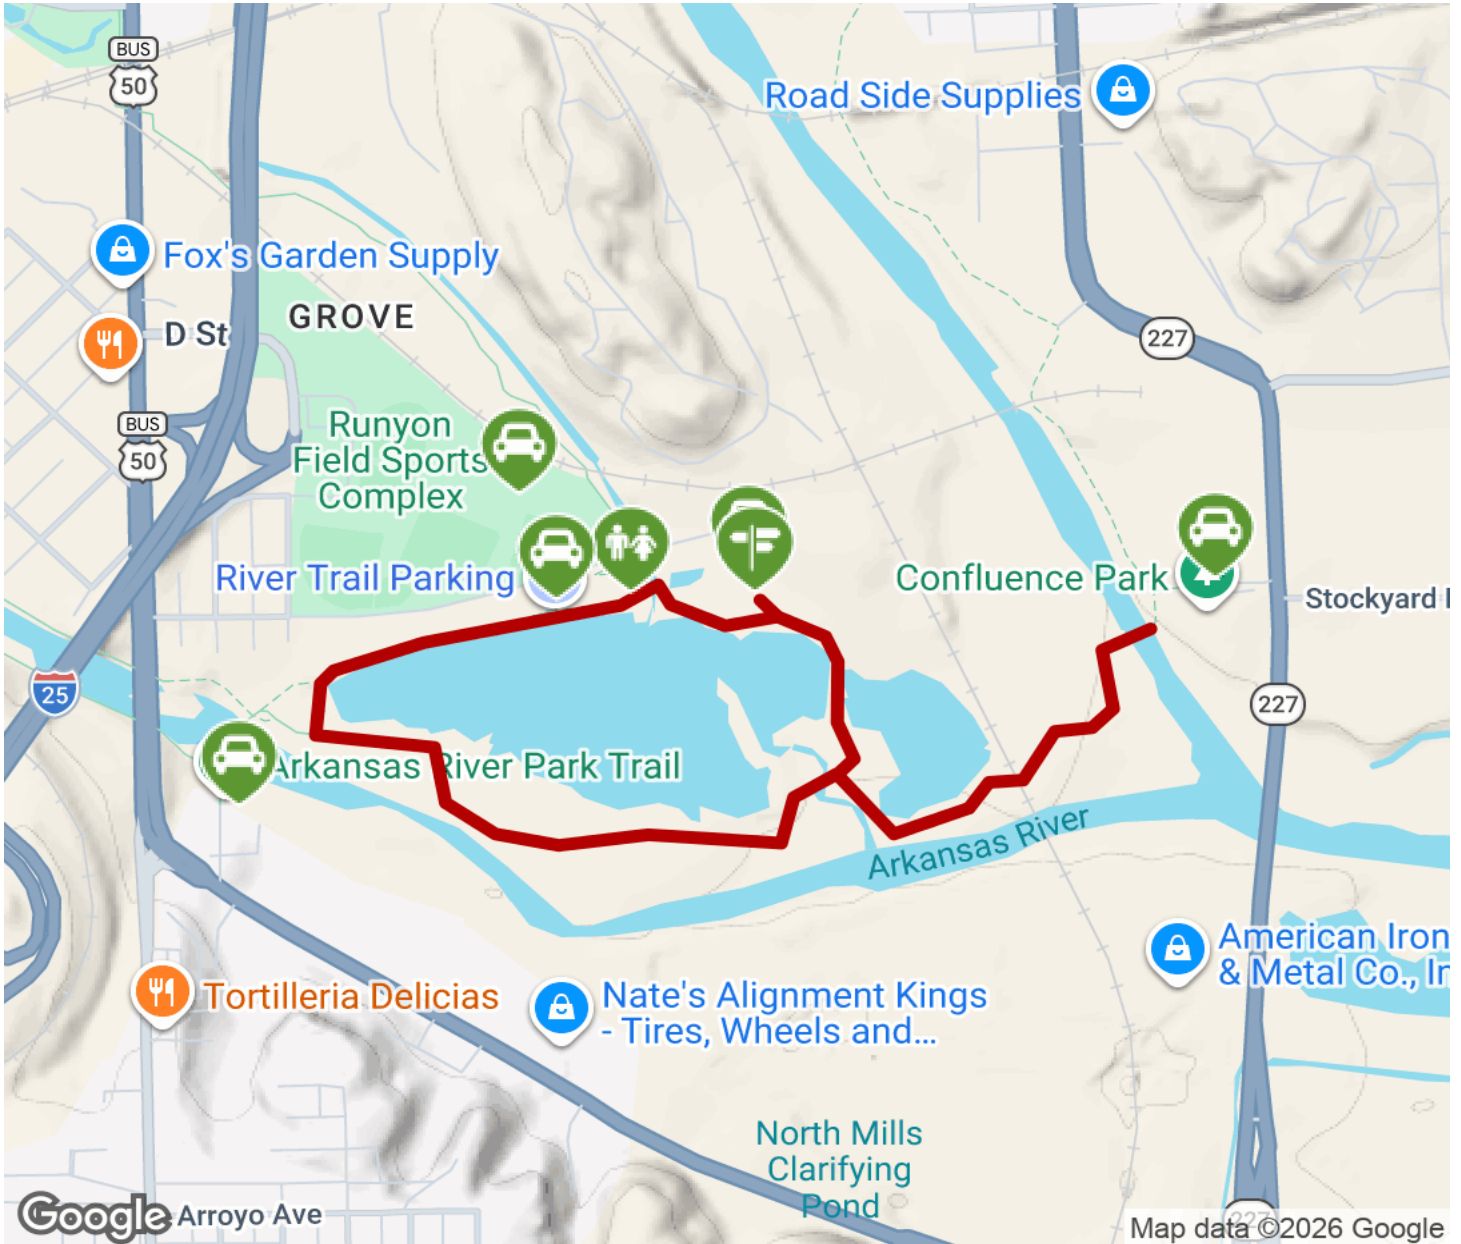 BUS
50
Road Side Supplies
Fox's Garden Supply
GROVE
D St
227
BUS
50
Runyon
Field Sports
Complex
River Trail Parking
Confluence Park
Stockyard
25
227
Arkansas River Park Trail
Arkansas River
American Iron
& Metal Co., In
Tortilleria Delicias
Nate's Alignment Kings
- Tires, Wheels and...
North Mills
Clarifying
Pond
Google
Arroyo Ave
227
Map data ©2026 Google